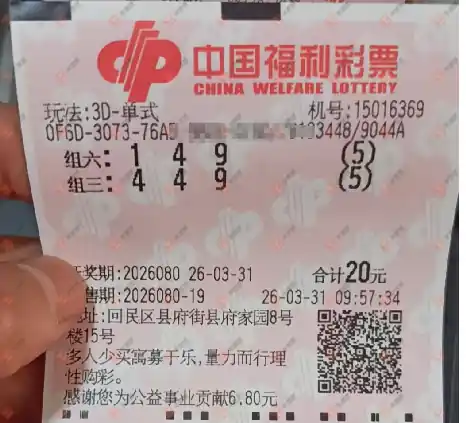 中国福利彩票
CHINA WELFARE LOTTERY
玩法:3D-单式 机号:15016369
0F6D-3073-76A 3448/9044A
组六: 1 4 9 (5)
组三: 4 4 9 (5)
奖期:2026080 26-03-31 合计20元
售期:2026080-19 26-03-31 09:57:34
址:回民区县府街县府家园8号
楼15号
多人少买寓募于乐,量力而行理
性购彩。
感谢您为公益事业贡献6.80元